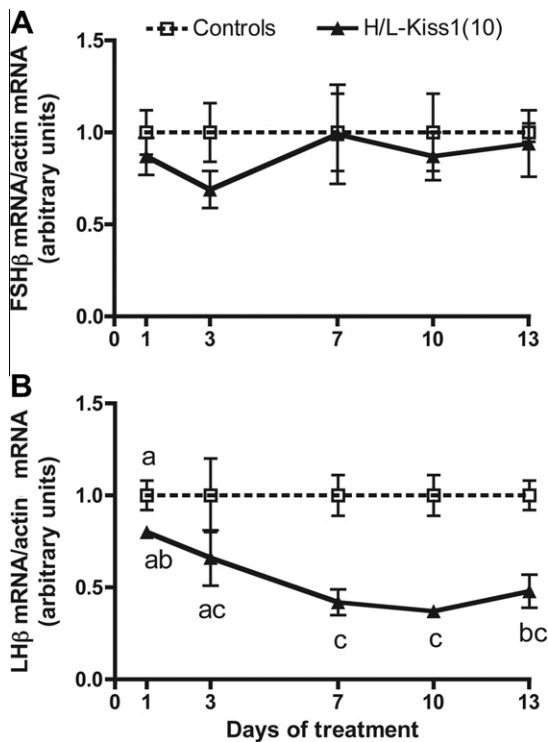 A
Controls H/L-Kiss1(10)
FSHβ mRNA/actin mRNA
(arbitrary units)
1.5
1.0
0.5
0.0
0 1 3 7 10 13
B
LHβ mRNA/actin mRNA
(arbitrary units)
1.5
a
1.0
ab
0.5
ac c c bc
0.0
0 1 3 7 10 13
Days of treatment